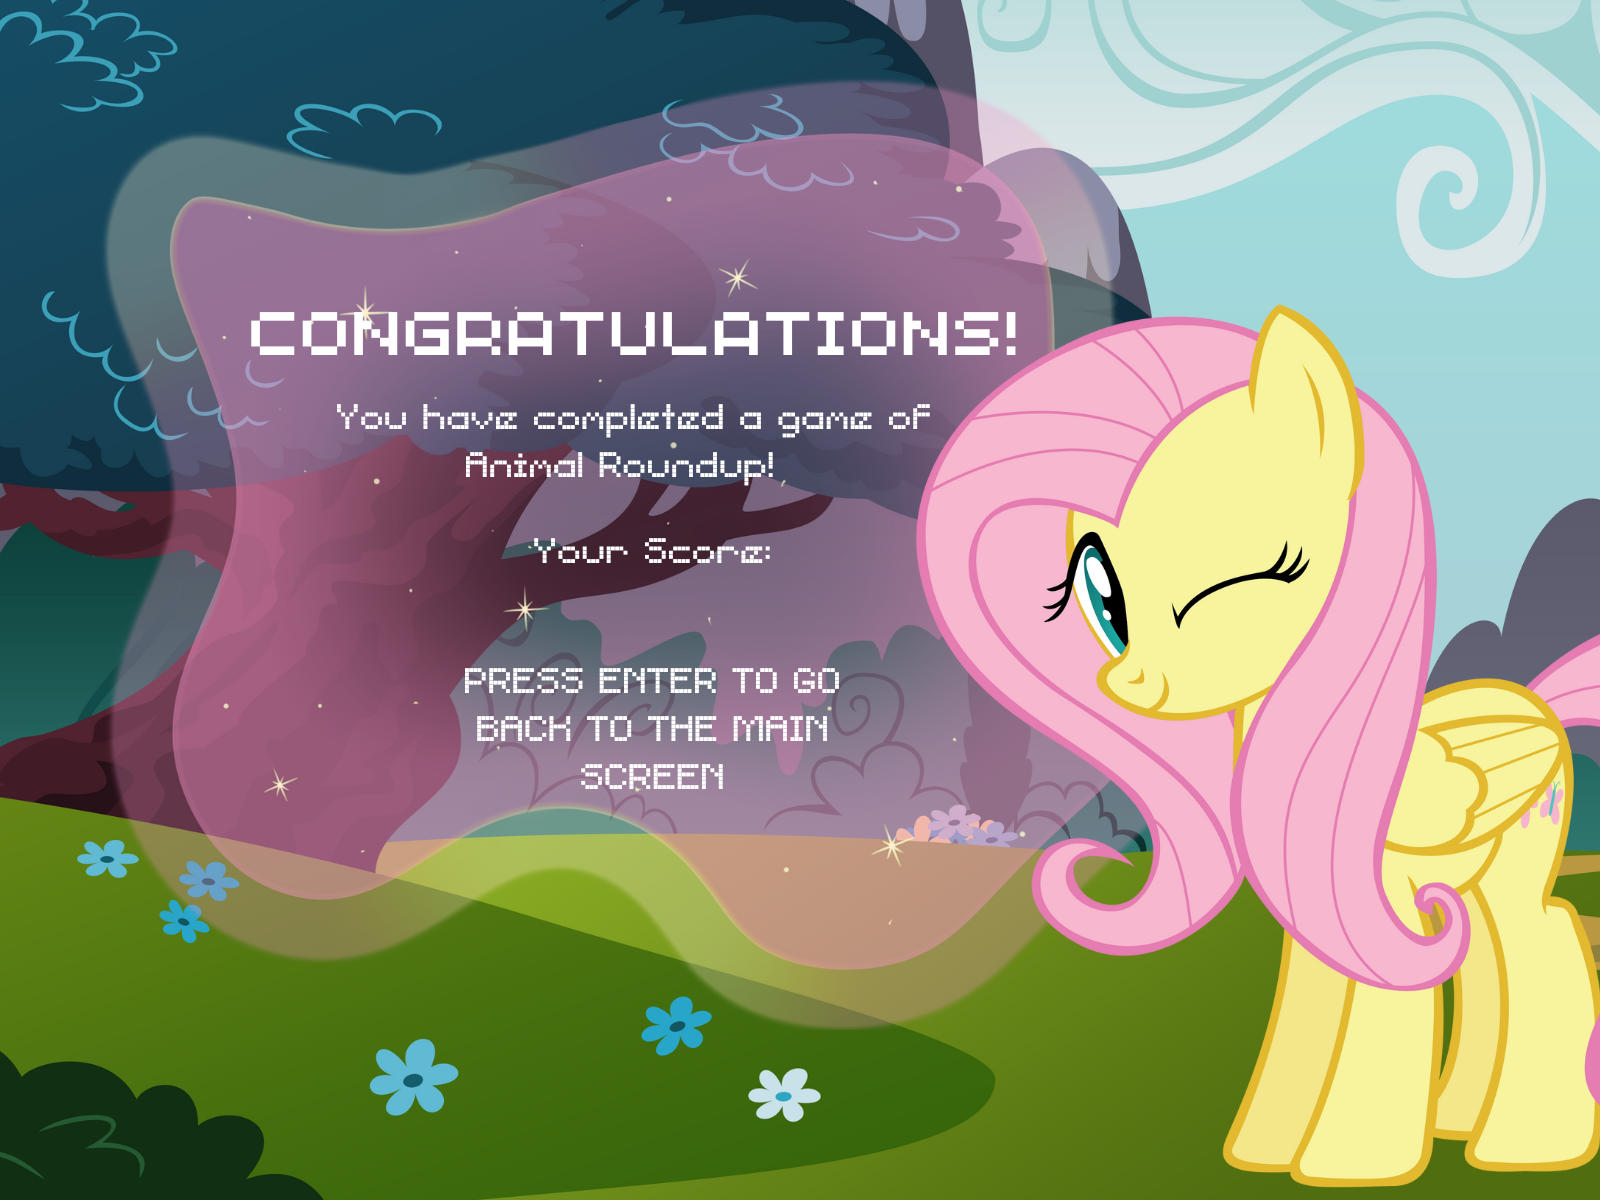 CONGRATULATIONS!
You have completed a game of
Animal Roundup!
Your Score:
PRESS ENTER TO GO
BACK TO THE MAIN
SCREEN